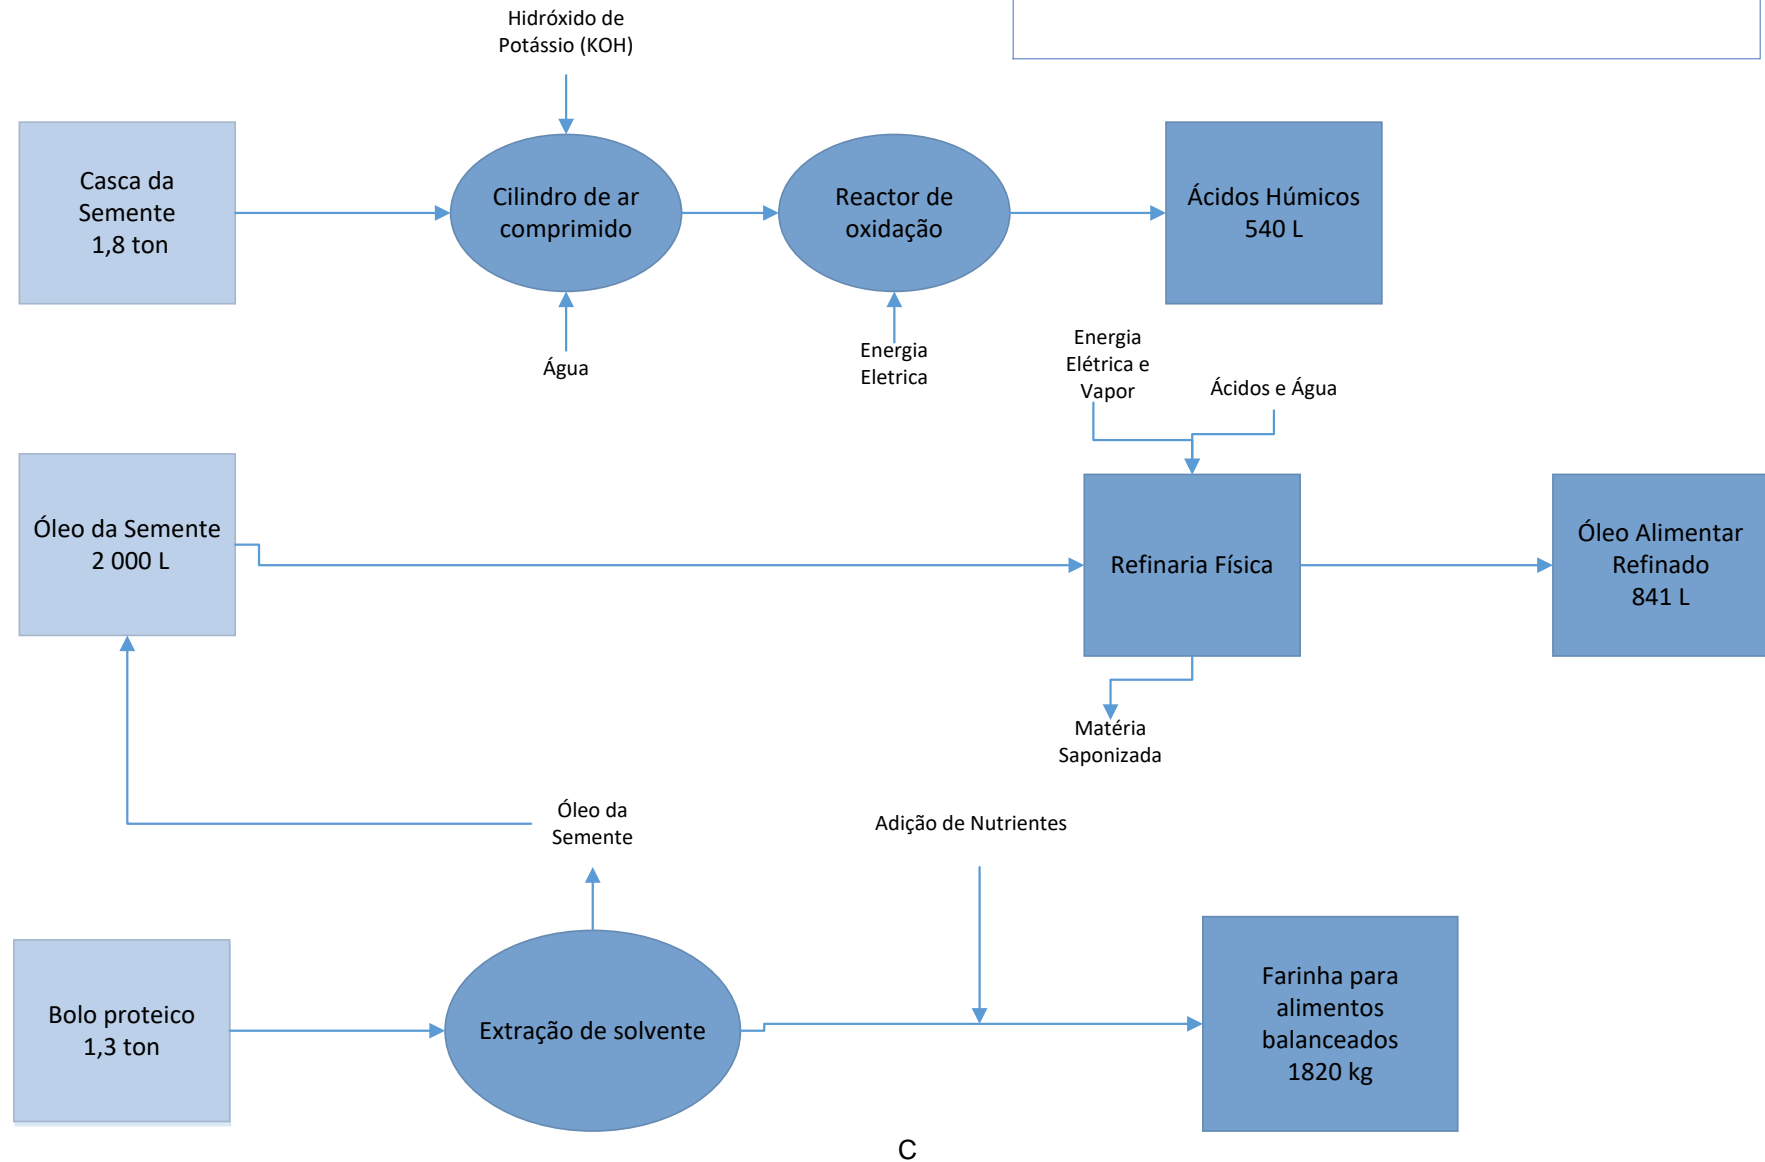 Hidróxido de
Potássio (KOH)
Casca da
Semente
1,8 ton
Cilindro de ar
comprimido
Reactor de
oxidação
Ácidos Húmicos
540 L
Água
Energia
Eletrica
Energia
Elétrica e
Vapor
Ácidos e Água
Óleo da Semente
2 000 L
Refinaria Física
Óleo Alimentar
Refinado
841 L
Matéria
Saponizada
Óleo da
Semente
Adição de Nutrientes
Bolo proteico
1,3 ton
Extração de solvente
Farinha para
alimentos
balanceados
1820 kg
C